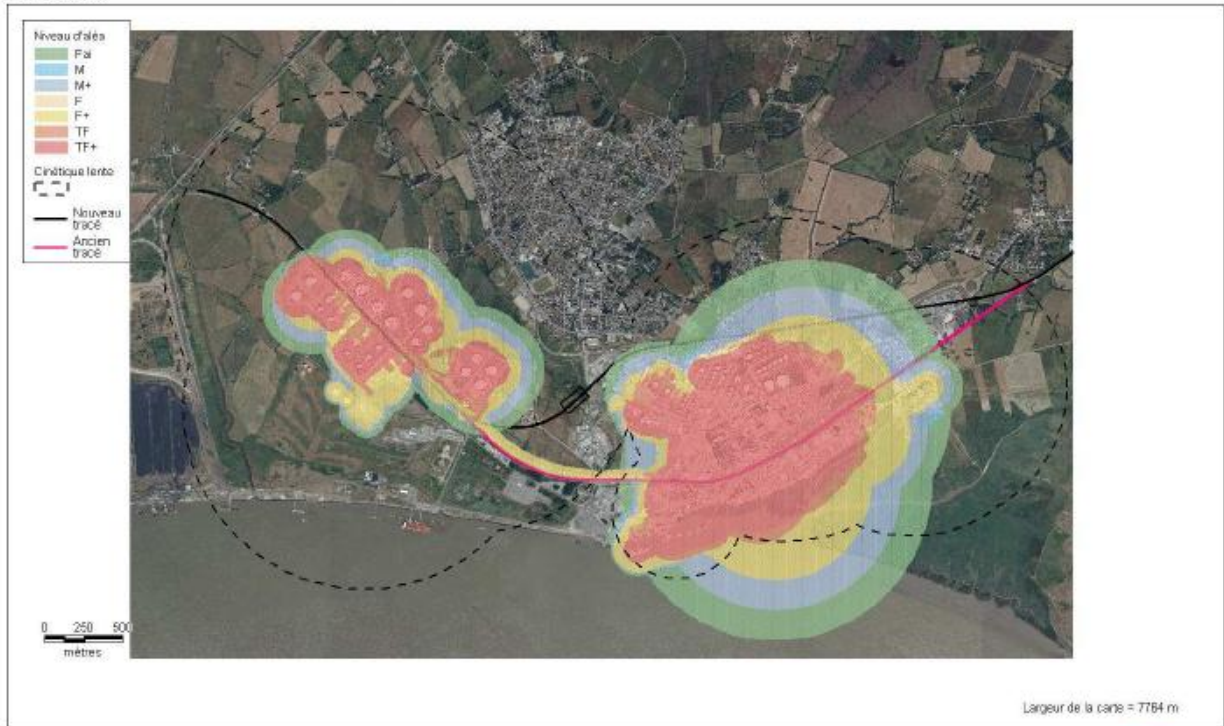 Niveau d'aléa
Fai
M
M+
F
F+
TF
TF+
Cinétique lente
Nouveau
tracé
Ancien
tracé
0 250 500
mètres
Largeur de la carte = 7764 m